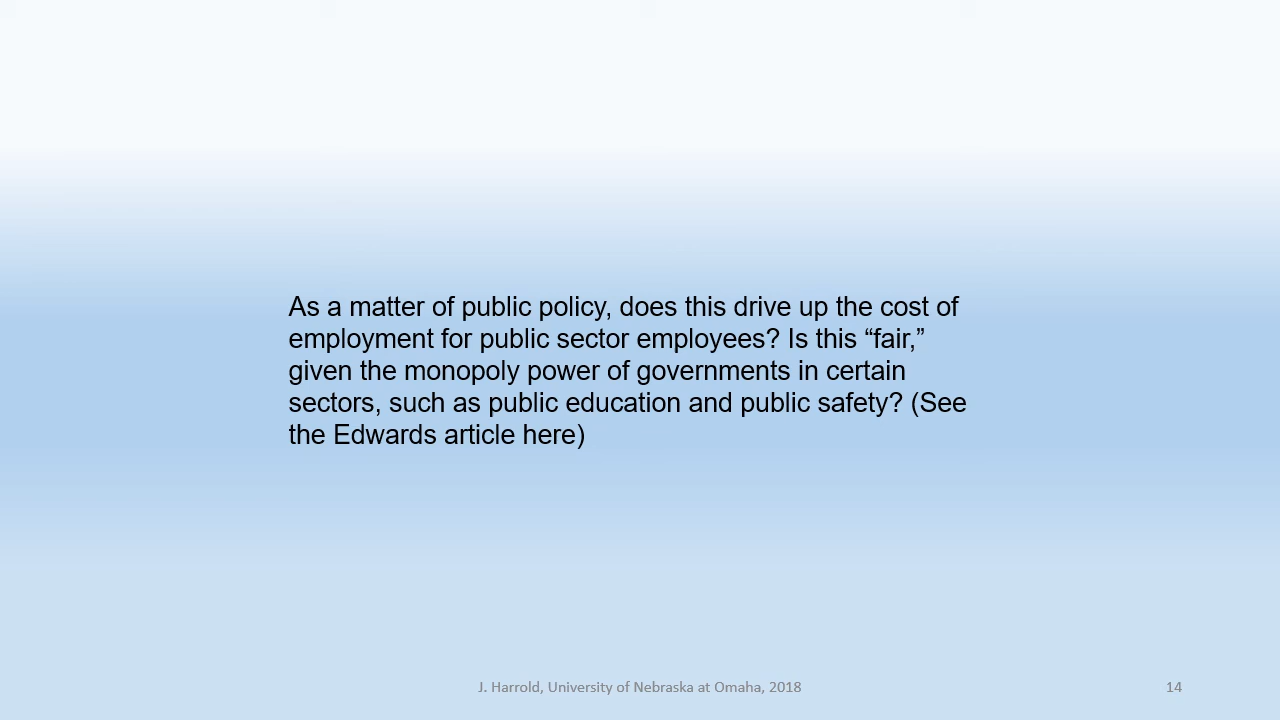 As a matter of public policy, does this drive up the cost of
employment for public sector employees? Is this “fair,”
given the monopoly power of governments in certain
sectors, such as public education and public safety? (See
the Edwards article here)
J. Harrold, University of Nebraska at Omaha, 2018
14